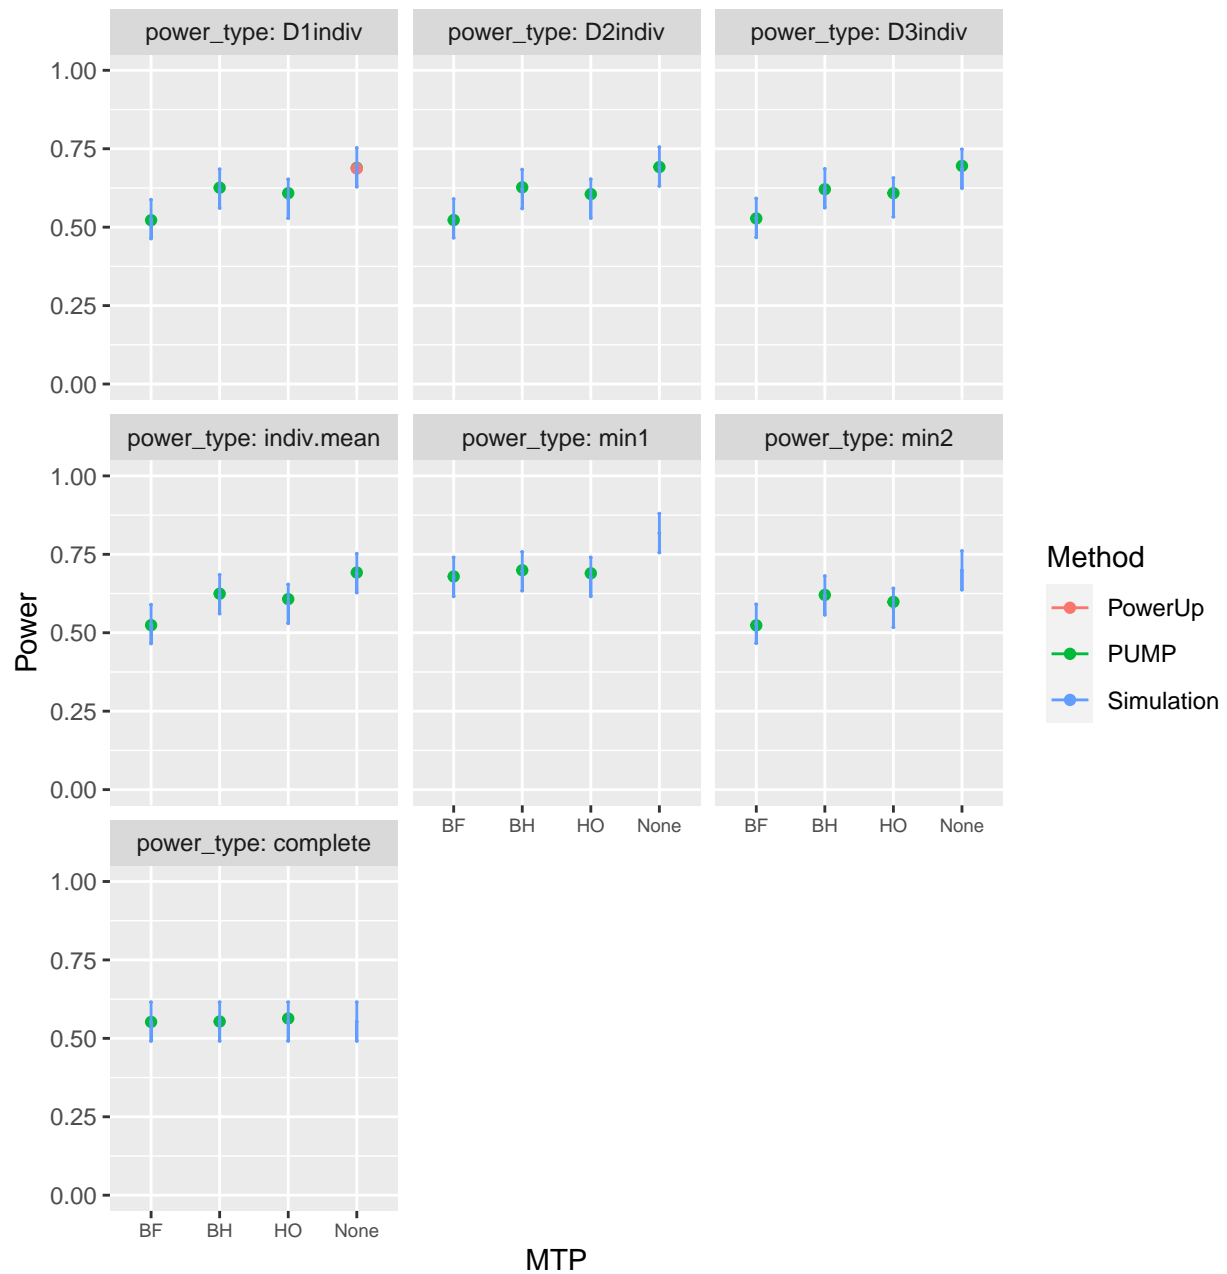 power_type: D1indiv power_type: D2indiv power_type: D3indiv
1.00
0.75
0.50
0.25
0.00
power_type: indiv.mean power_type: min1 power_type: min2
1.00
0.75
0.50
0.25
0.00
BF BH HO None BF BH HO None
power_type: complete
1.00
0.75
0.50
0.25
0.00
BF BH HO None
MTP
Power
Method
PowerUp
PUMP
Simulation